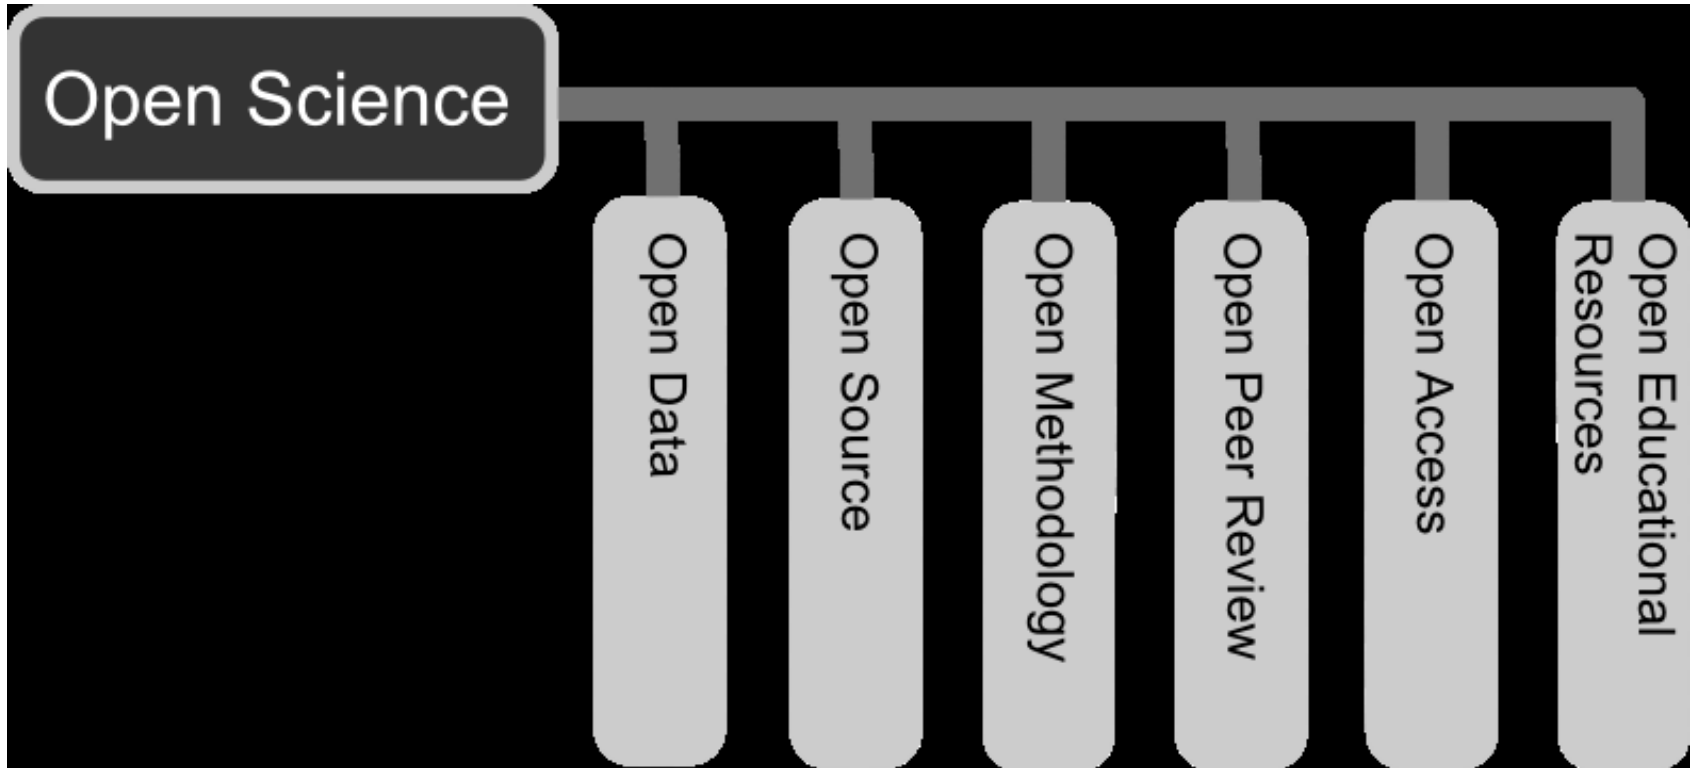 Open Science
Open Data
Open Source
Open Methodology
Open Peer Review
Open Access
Open Educational
Resources